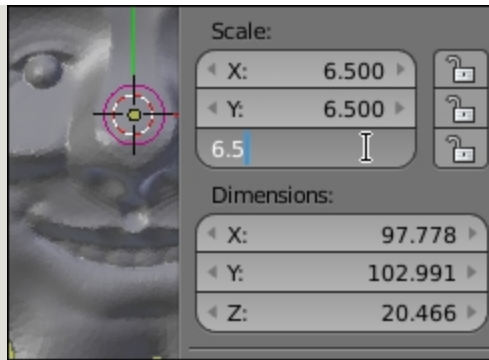 Scale:
X: 6.500
Y: 6.500
6.5
Dimensions:
X: 97.778
Y: 102.991
Z: 20.466